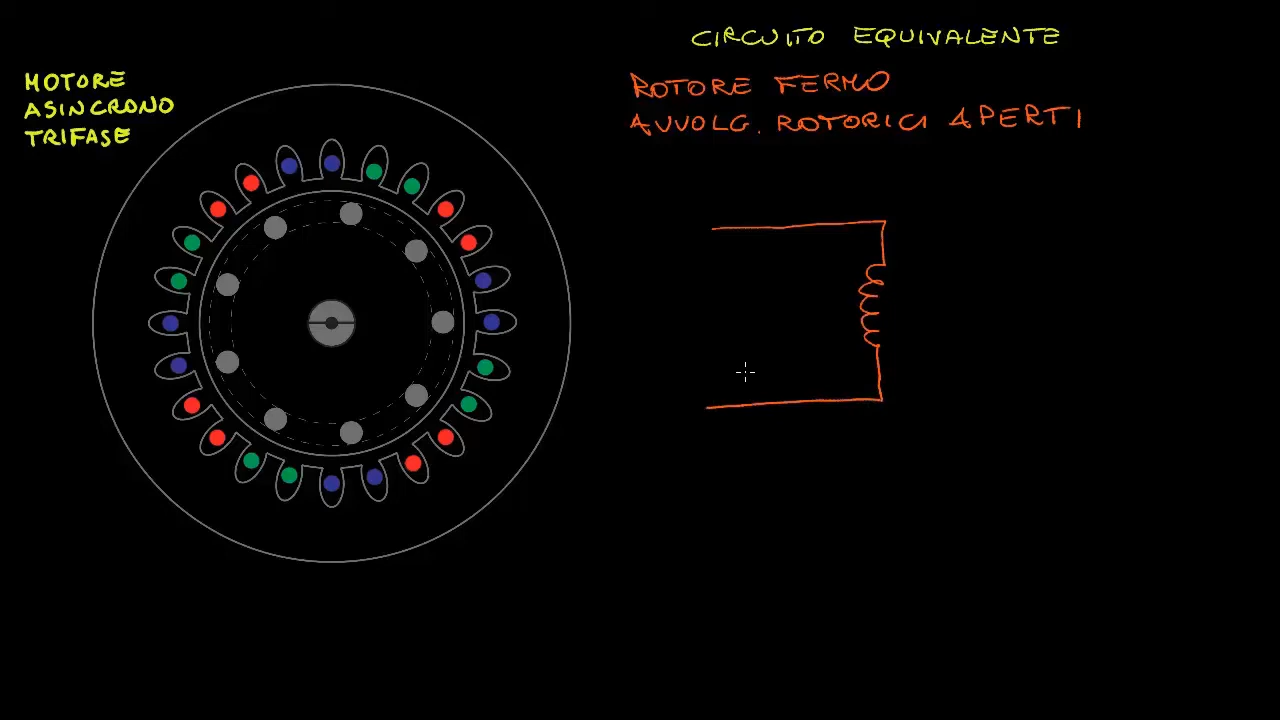 CIRCUITO EQUIVALENTE
MOTORE
ASINCRONO
TRIFASE
ROTORE FERMO
AVVOLG. ROTORICI APERTI